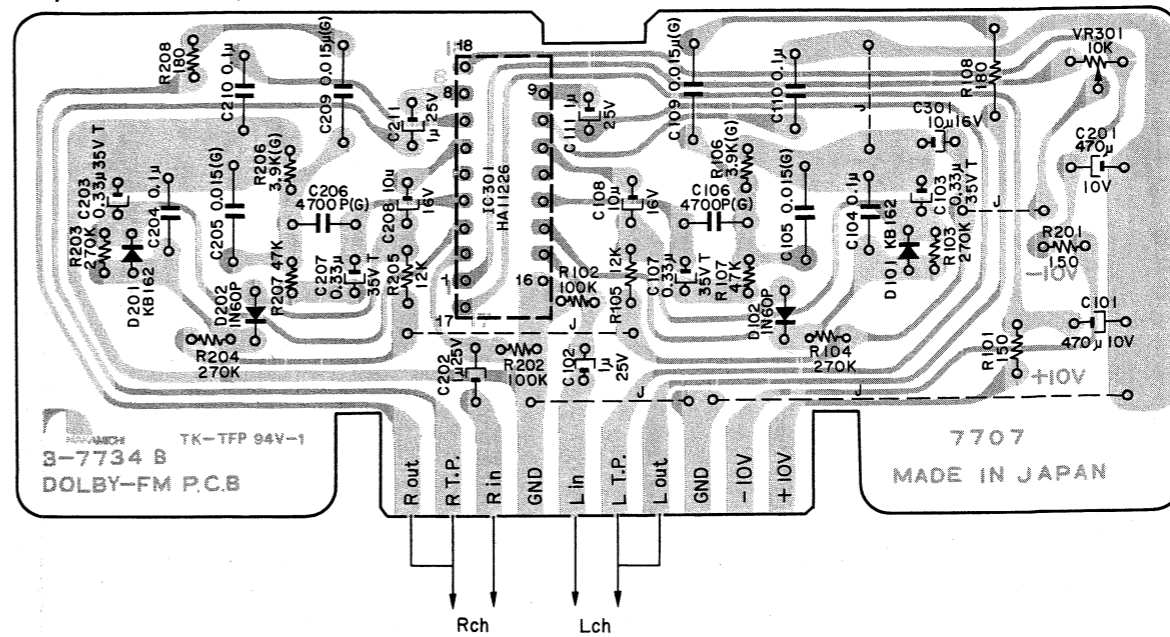 R208
180
C210 0.1μ
C209 0.015μ(G)
C211
1μ 25V
18
8
9
C111 1μ
25V
C109 0.015μ(G)
C110 0.1μ
J
R108
180
VR301
10K
C301
10μ16V
C201
470μ
10V
C203
0.33μ35V T
R203
270K
D201
KB162
C204 0.1μ
C205 0.015(G)
R206
3.9K(G)
C206
4700P(G)
C208 10μ
16V
IC301
HA11226
C108
10μ
16V
R106
3.9K(G)
C106
4700P(G)
C105 0.015(G)
C104 0.1μ
D101
KB162
C103
0.33μ
35V T
R103
270K
J
R201
150
-10V
D202
IN60P
R207 47K
C207
0.33μ
35V T
R205
12K
1
16
17
R102
100K
R105
12K
C107
0.33μ
35V T
R107
47K
D102
IN60P
R204
270K
J
C202
1μ25V
R202
100K
C102
1μ
25V
R104
270K
R101
150
C101
470μ 10V
+10V
J
J
NAKAMICHI
TK-TFP 94V-1
3-7734 B
DOLBY-FM P.C.B
7707
MADE IN JAPAN
R out
R T.P.
R in
GND
L in
L T.P.
L out
GND
-10V
+10V
Rch
Lch